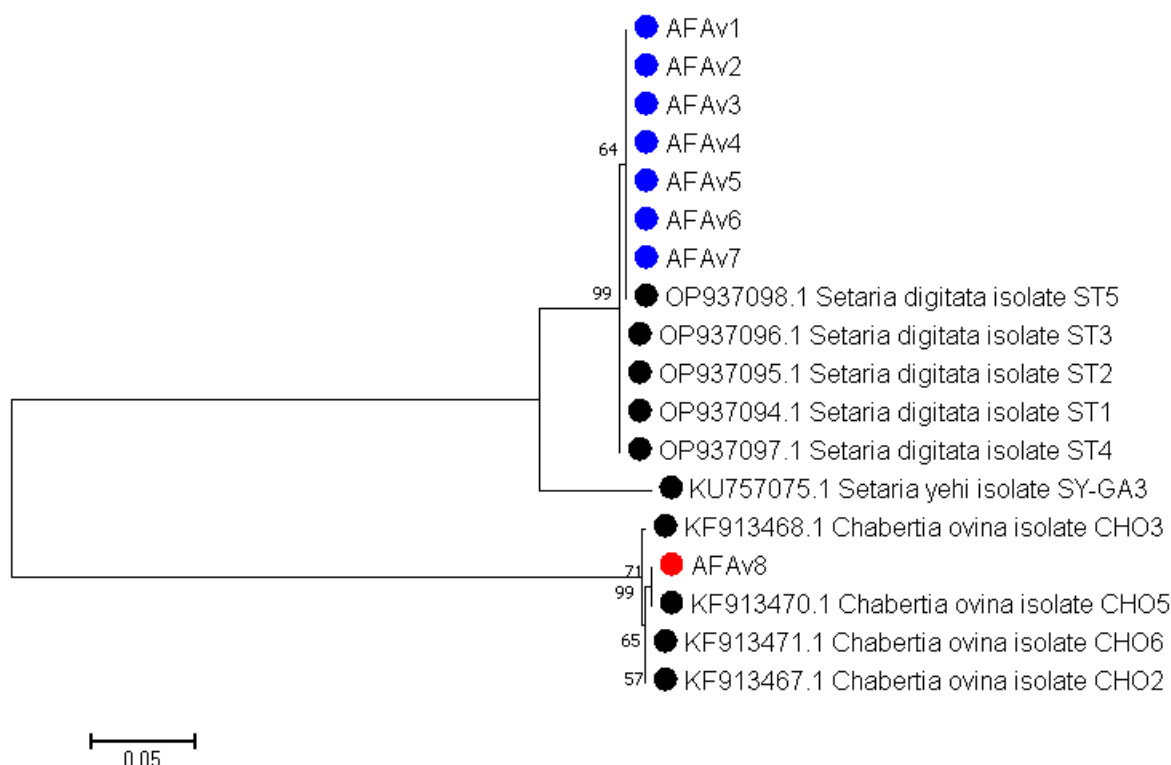 AFAv1
AFAv2
AFAv3
AFAv4
64
AFAv5
AFAv6
AFAv7
99
OP937098.1 Setaria digitata isolate ST5
OP937096.1 Setaria digitata isolate ST3
OP937095.1 Setaria digitata isolate ST2
OP937094.1 Setaria digitata isolate ST1
OP937097.1 Setaria digitata isolate ST4
KU757075.1 Setaria yehi isolate SY-GA3
KF913468.1 Chabertia ovina isolate CHO3
71
AFAv8
99
KF913470.1 Chabertia ovina isolate CHO5
65
KF913471.1 Chabertia ovina isolate CHO6
57
KF913467.1 Chabertia ovina isolate CHO2
0.05